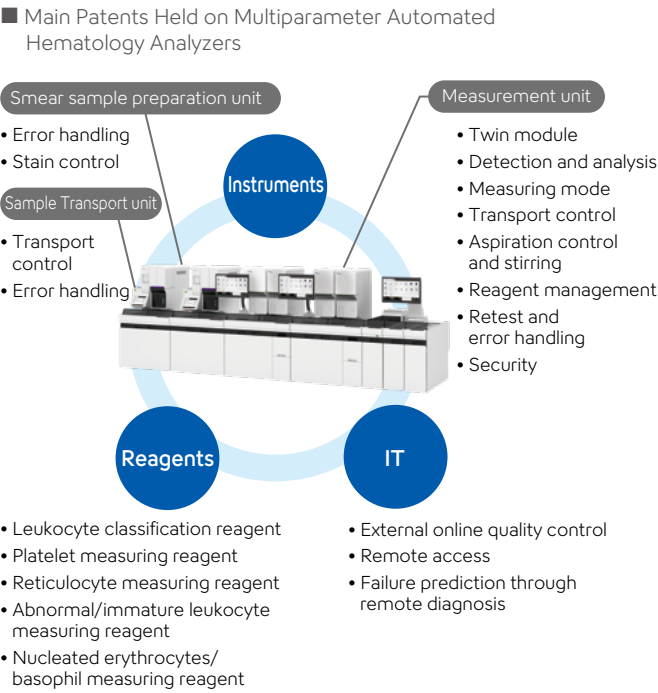 ■ Main Patents Held on Multiparameter Automated
Hematology Analyzers
Smear sample preparation unit
• Error handling
• Stain control
Sample Transport unit
• Transport
control
• Error handling
Instruments
Measurement unit
• Twin module
• Detection and analysis
• Measuring mode
• Transport control
• Aspiration control
and stirring
• Reagent management
• Retest and
error handling
• Security
Reagents
• Leukocyte classification reagent
• Platelet measuring reagent
• Reticulocyte measuring reagent
• Abnormal/immature leukocyte
measuring reagent
• Nucleated erythrocytes/
basophil measuring reagent
IT
• External online quality control
• Remote access
• Failure prediction through
remote diagnosis